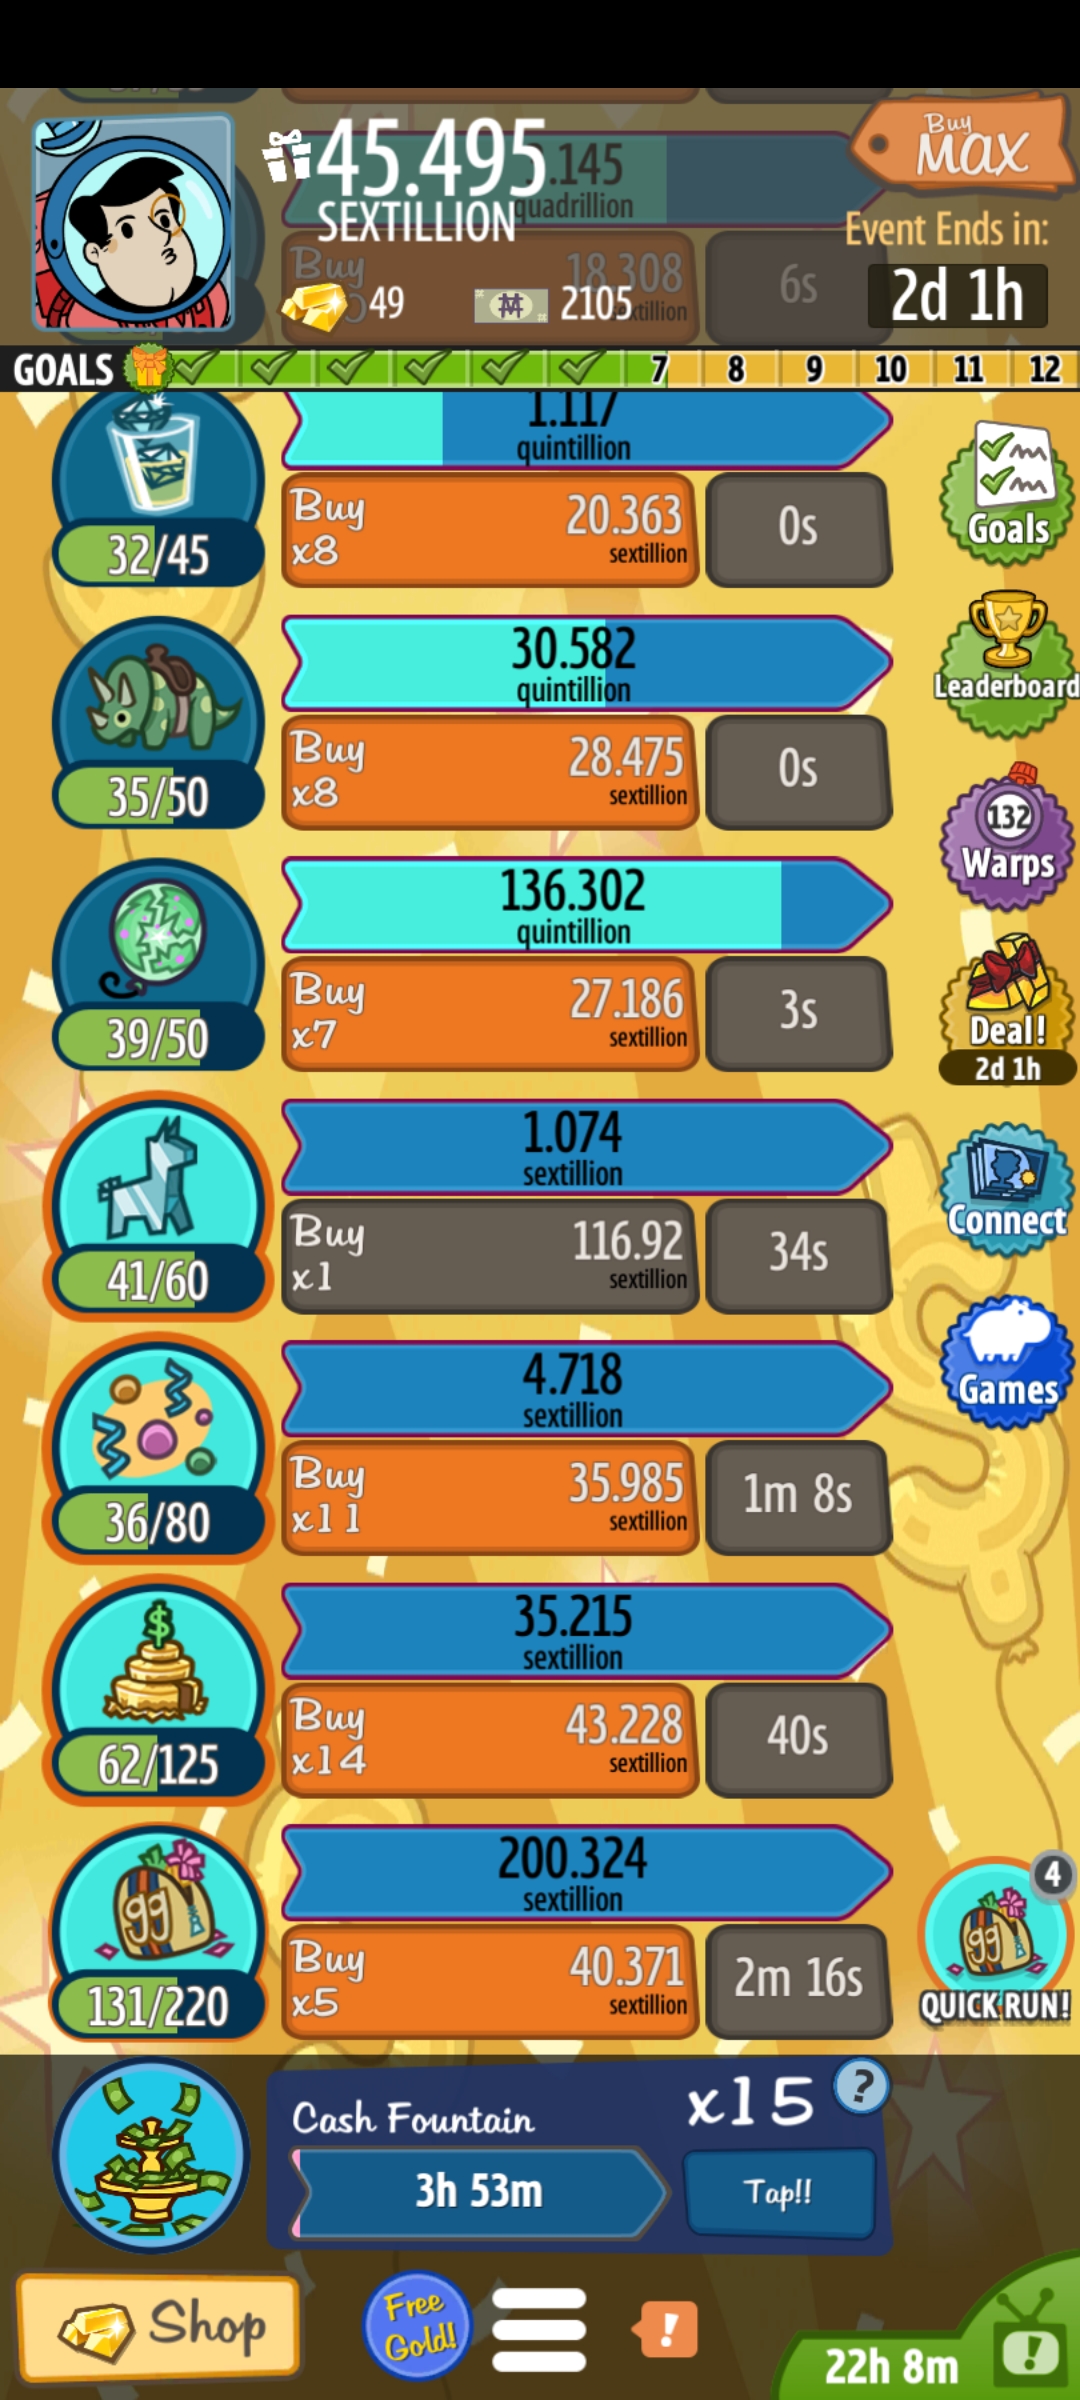 45.495
SEXTILLION
.145
quadrillion
Buy
MAX
Buy
18.308
6s
49
2105
Event Ends in:
2d 1h
GOALS
7
8
9
10
11
12
1.117
quintillion
32/45
Buy
x8
20.363
sextillion
0s
Goals
30.582
quintillion
35/50
Buy
x8
28.475
sextillion
0s
Leaderboard
136.302
quintillion
39/50
Buy
x7
27.186
sextillion
3s
132
Warps
Deal!
2d 1h
1.074
sextillion
41/60
Buy
x1
116.92
sextillion
34s
Connect
4.718
sextillion
36/80
Buy
x11
35.985
sextillion
1m 8s
Games
$
35.215
sextillion
62/125
Buy
x14
43.228
sextillion
40s
200.324
sextillion
gg
131/220
Buy
x5
40.371
sextillion
2m 16s
4
gg
QUICK RUN!
Cash Fountain
x15
?
3h 53m
Tap!!
Shop
Free
Gold!
!
22h 8m
!